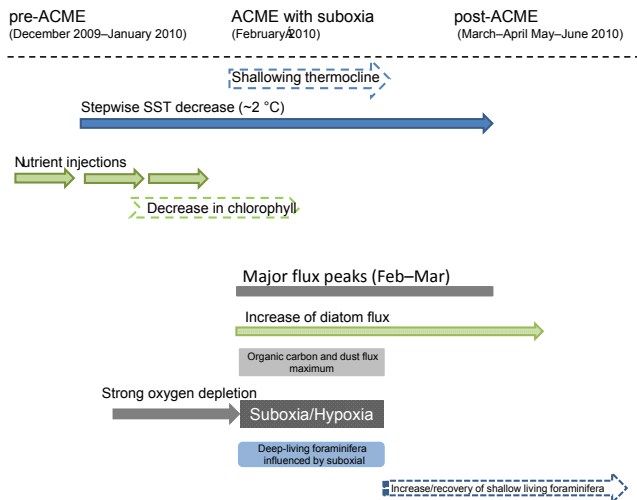 pre-ACME
(December 2009–January 2010)
ACME with suboxia
(February 2010)
post-ACME
(March–April May–June 2010)
Shallowing thermocline
Stepwise SST decrease (~2 °C)
Nutrient injections
Decrease in chlorophyll
Major flux peaks (Feb–Mar)
Increase of diatom flux
Organic carbon and dust flux
maximum
Strong oxygen depletion
Suboxia/Hypoxia
Deep-living foraminifera
influenced by suboxial
Increase/recovery of shallow living foraminifera